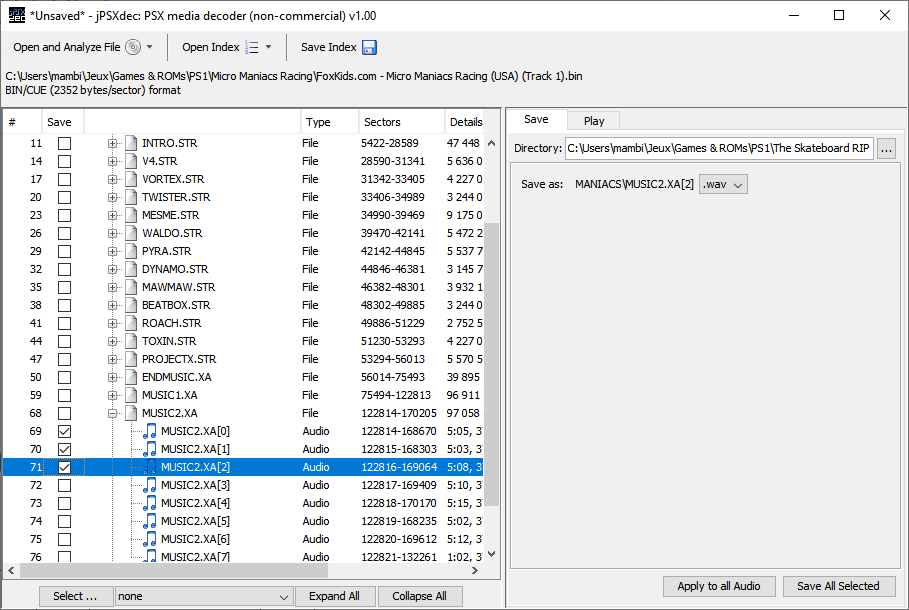 *Unsaved* - jPSXdec: PSX media decoder (non-commercial) v1.00
Open and Analyze File Open Index Save Index
C:\Users\mambi\Jeux\Games & ROMs\PS1\Micro Maniacs Racing\FoxKids.com - Micro Maniacs Racing (USA) (Track 1).bin
BIN/CUE (2352 bytes/sector) format
# Save Type Sectors Details
11 INTRO.STR File 5422-28589 47 448
14 V4.STR File 28590-31341 5 636 0
17 VORTEX.STR File 31342-33405 4 227 0
20 TWISTER.STR File 33406-34989 3 244 0
23 MESME.STR File 34990-39469 9 175 0
26 WALDO.STR File 39470-42141 5 472 2
29 PYRA.STR File 42142-44845 5 537 7
32 DYNAMO.STR File 44846-46381 3 145 7
35 MAWMAW.STR File 46382-48301 3 932 1
38 BEATBOX.STR File 48302-49885 3 244 0
41 ROACH.STR File 49886-51229 2 752 5
44 TOXIN.STR File 51230-53293 4 227 0
47 PROJECTX.STR File 53294-56013 5 570 5
50 ENDMUSIC.XA File 56014-75493 39 895
59 MUSIC1.XA File 75494-122813 96 911
68 MUSIC2.XA File 122814-170205 97 058
69 MUSIC2.XA[0] Audio 122814-168670 5:05, 3
70 MUSIC2.XA[1] Audio 122815-168303 5:03, 3
71 MUSIC2.XA[2] Audio 122816-169064 5:08, 3
72 MUSIC2.XA[3] Audio 122817-169409 5:10, 3
73 MUSIC2.XA[4] Audio 122818-170170 5:15, 3
74 MUSIC2.XA[5] Audio 122819-168235 5:02, 3
75 MUSIC2.XA[6] Audio 122820-169612 5:12, 3
76 MUSIC2.XA[7] Audio 122821-132261 1:02, 3
Select ... none Expand All Collapse All
Save Play
Directory: C:\Users\mambi\Jeux\Games & ROMs\PS1\The Skateboard RIP ...
Save as: MANIACS\MUSIC2.XA[2] .wav
Apply to all Audio Save All Selected